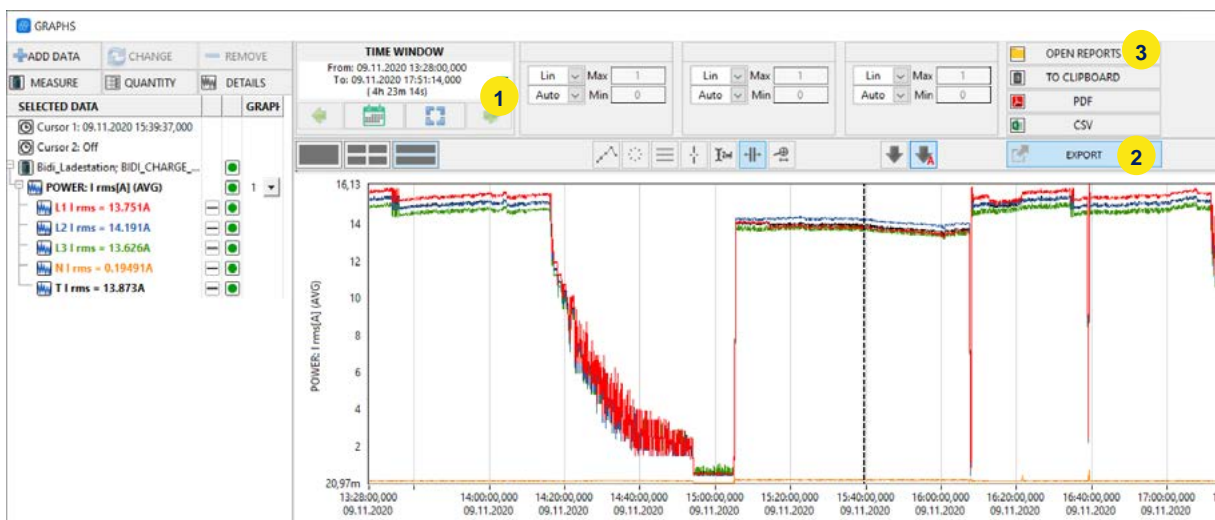 GRAPHS
ADD DATA CHANGE REMOVE
MEASURE QUANTITY DETAILS
SELECTED DATA GRAPH
Cursor 1: 09.11.2020 15:39:37,000
Cursor 2: Off
Bidi_Ladestation; BIDI_CHARGE_...
POWER: I rms[A] (AVG) 1
L1 I rms = 13.751A
L2 I rms = 14.191A
L3 I rms = 13.626A
N I rms = 0.19491A
T I rms = 13.873A
TIME WINDOW
From: 09.11.2020 13:28:00,000
To: 09.11.2020 17:51:14,000
( 4h 23m 14s)
1
Lin Max 1
Auto Min 0
Lin Max 1
Auto Min 0
Lin Max 1
Auto Min 0
OPEN REPORTS 3
TO CLIPBOARD
PDF
CSV
EXPORT 2
POWER: I rms[A] (AVG)
16,13
14
12
10
8
6
4
2
20,97m
13:28:00,000 14:00:00,000 14:20:00,000 14:40:00,000 15:00:00,000 15:20:00,000 15:40:00,000 16:00:00,000 16:20:00,000 16:40:00,000 17:00:00,000
09.11.2020 09.11.2020 09.11.2020 09.11.2020 09.11.2020 09.11.2020 09.11.2020 09.11.2020 09.11.2020 09.11.2020 09.11.2020